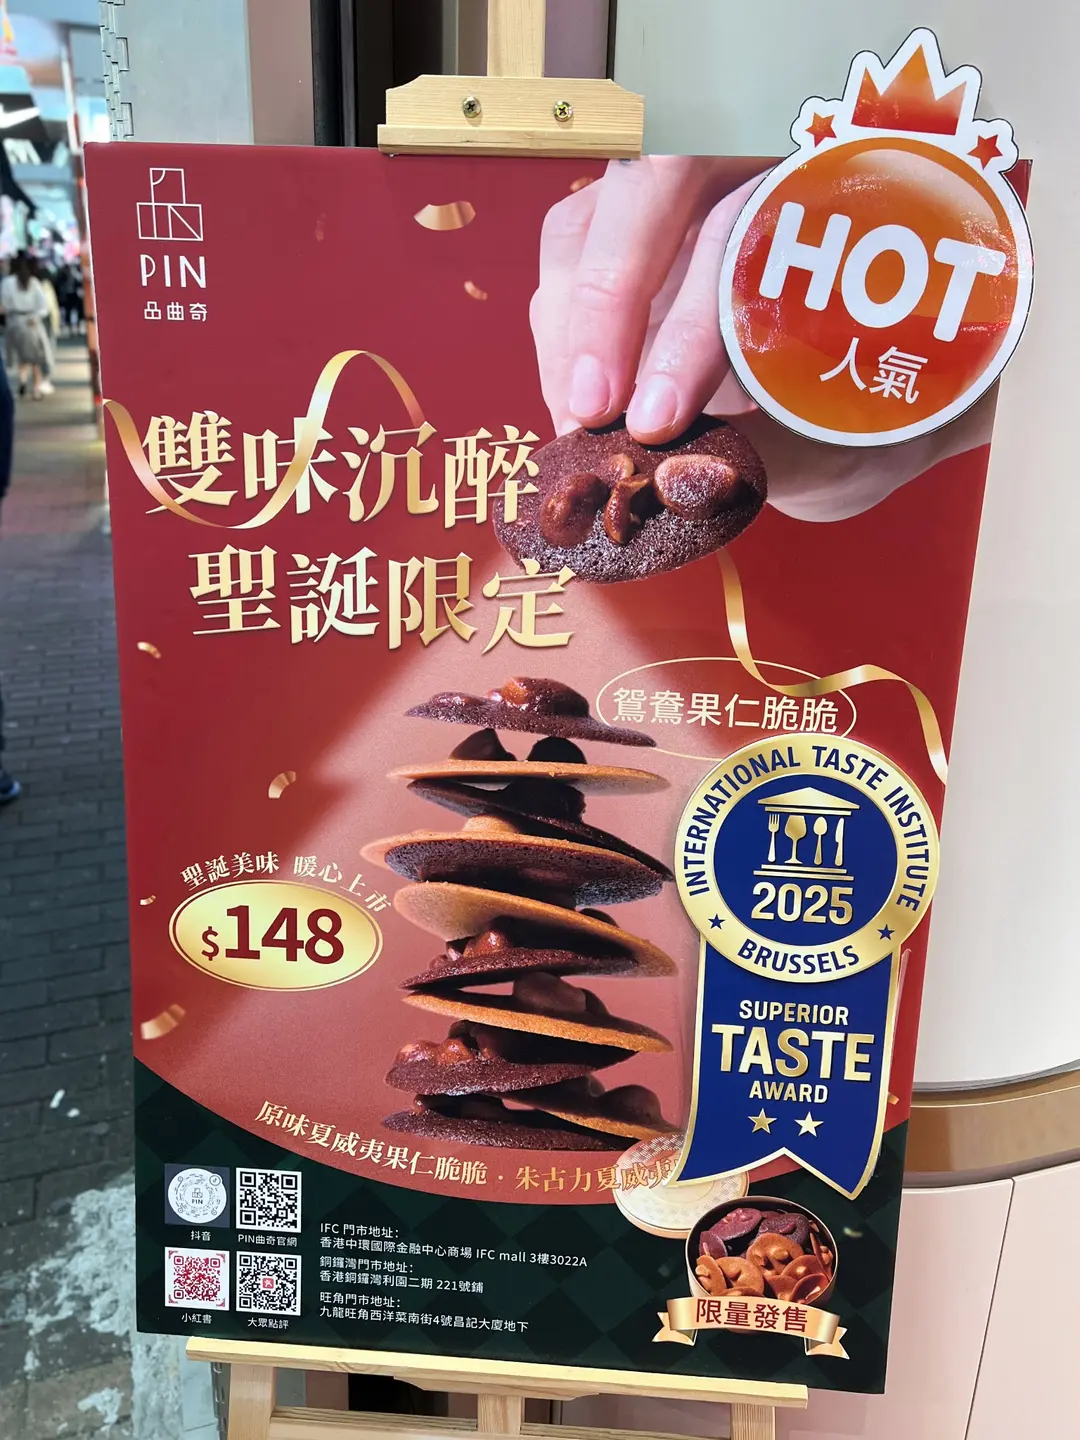 PIN
品曲奇
HOT
人氣
雙味沉醉
聖誕限定
鴛鴦果仁脆脆
INTERNATIONAL TASTE INSTITUTE
2025
BRUSSELS
SUPERIOR
TASTE
AWARD
聖誕美味 暖心上市
$148
原味夏威夷果仁脆脆・朱古力夏威夷
PIN
抖音
PIN曲奇官網
小紅書
大眾點評
IFC 門市地址：
香港中環國際金融中心商場 IFC mall 3樓3022A
銅鑼灣門市地址：
香港銅鑼灣利園二期 221號鋪
旺角門市地址：
九龍旺角西洋菜南街4號昌記大廈地下
限量發售